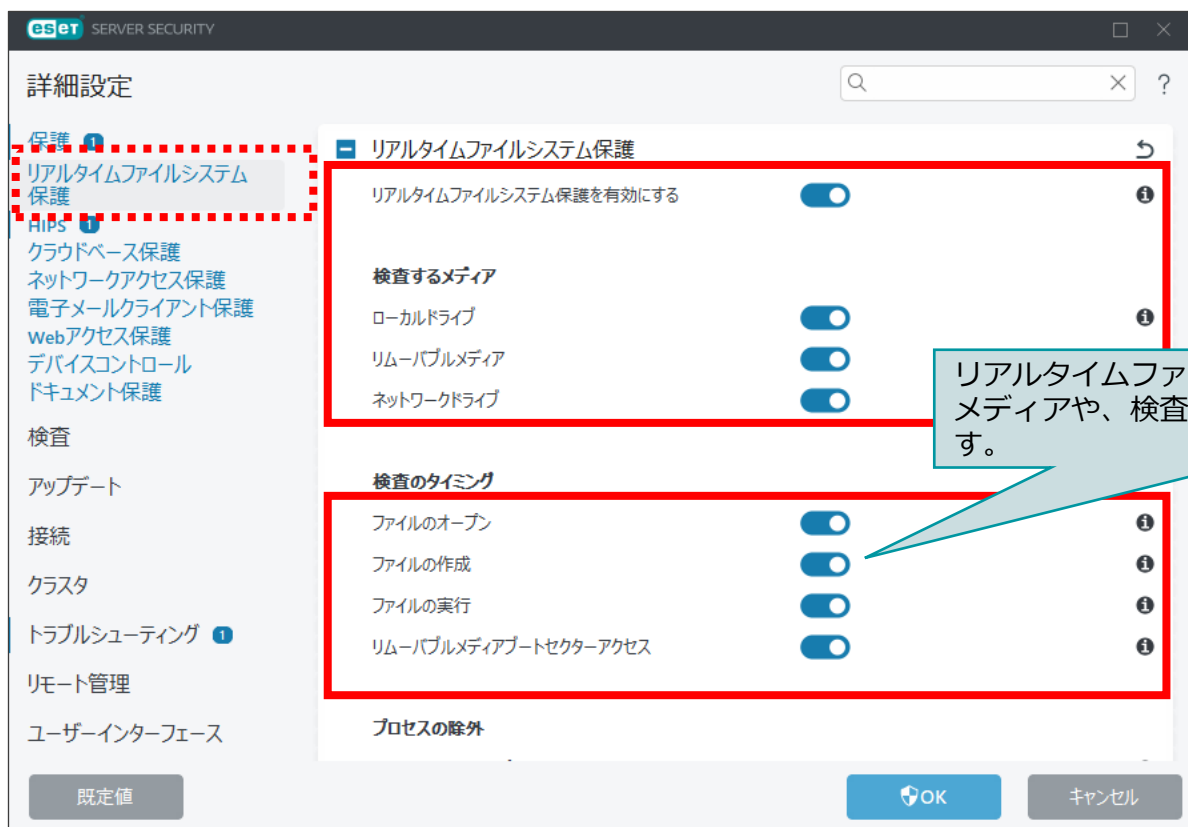 eset SERVER SECURITY
詳細設定
?
保護 1
リアルタイムファイルシステム
保護
HIPS 1
クラウドベース保護
ネットワークアクセス保護
電子メールクライアント保護
Webアクセス保護
デバイスコントロール
ドキュメント保護
検査
アップデート
接続
クラスタ
トラブルシューティング 1
リモート管理
ユーザーインターフェース
リアルタイムファイルシステム保護
リアルタイムファイルシステム保護を有効にする
検査するメディア
ローカルドライブ
リムーバブルメディア
ネットワークドライブ
リアルタイムファ
メディアや、検査
す。
検査のタイミング
ファイルのオープン
ファイルの作成
ファイルの実行
リムーバブルメディアブートセクターアクセス
プロセスの除外
既定値
OK
キャンセル